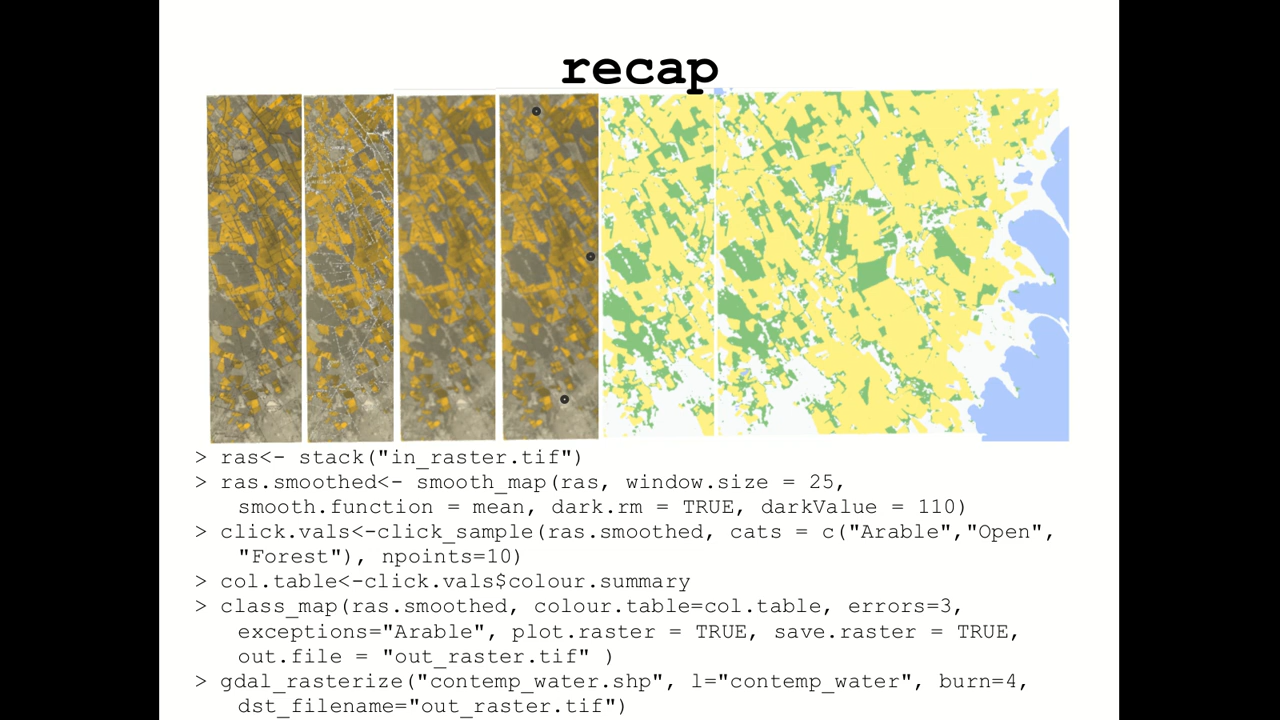 recap
> ras<- stack("in_raster.tif")
> ras.smoothed<- smooth_map(ras, window.size = 25,
smooth.function = mean, dark.rm = TRUE, darkValue = 110)
> click.vals<-click_sample(ras.smoothed, cats = c("Arable","Open",
"Forest"), npoints=10)
> col.table<-click.vals$colour.summary
> class_map(ras.smoothed, colour.table=col.table, errors=3,
exceptions="Arable", plot.raster = TRUE, save.raster = TRUE,
out.file = "out_raster.tif" )
> gdal_rasterize("contemp_water.shp", l="contemp_water", burn=4,
dst_filename="out_raster.tif")